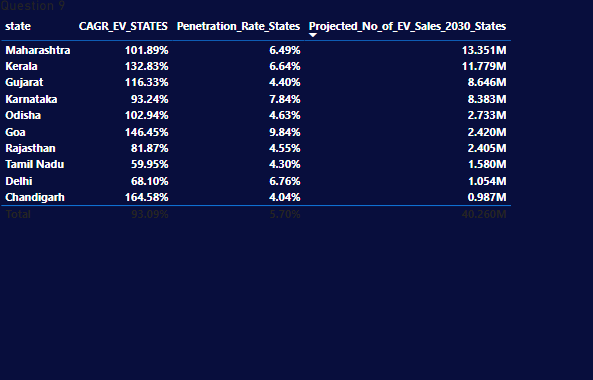 Question 9
state CAGR_EV_STATES Penetration_Rate_States Projected_No_of_EV_Sales_2030_States
Maharashtra 101.89% 6.49% 13.351M
Kerala 132.83% 6.64% 11.779M
Gujarat 116.33% 4.40% 8.646M
Karnataka 93.24% 7.84% 8.383M
Odisha 102.94% 4.63% 2.733M
Goa 146.45% 9.84% 2.420M
Rajasthan 81.87% 4.55% 2.405M
Tamil Nadu 59.95% 4.30% 1.580M
Delhi 68.10% 6.76% 1.054M
Chandigarh 164.58% 4.04% 0.987M
Total 93.09% 5.70% 40.260M